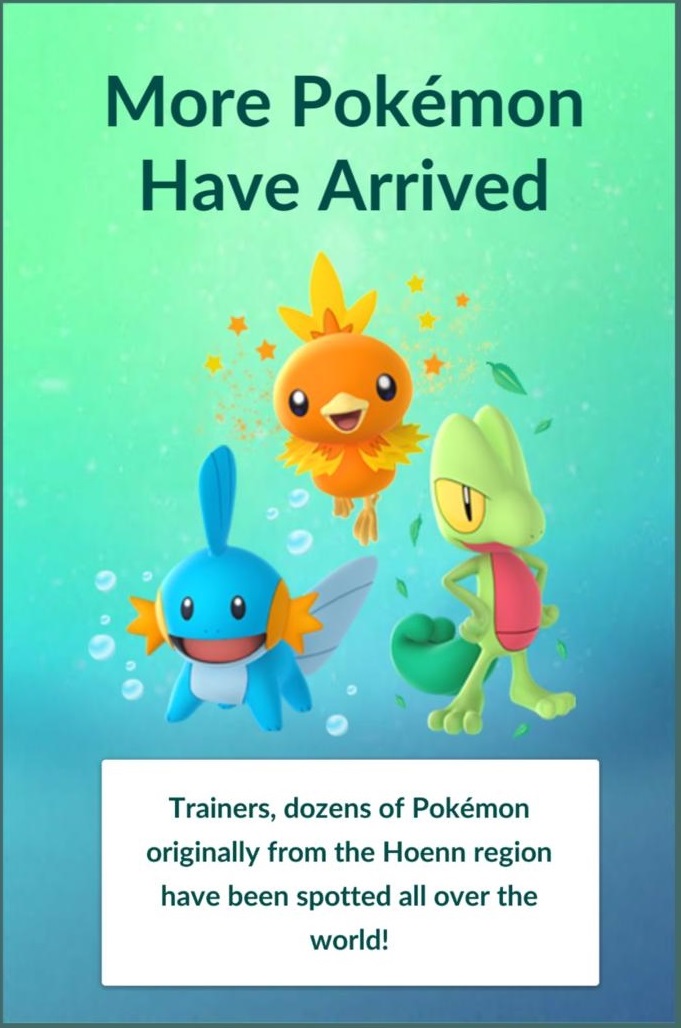 More Pokémon
Have Arrived
Trainers, dozens of Pokémon
originally from the Hoenn region
have been spotted all over the
world!